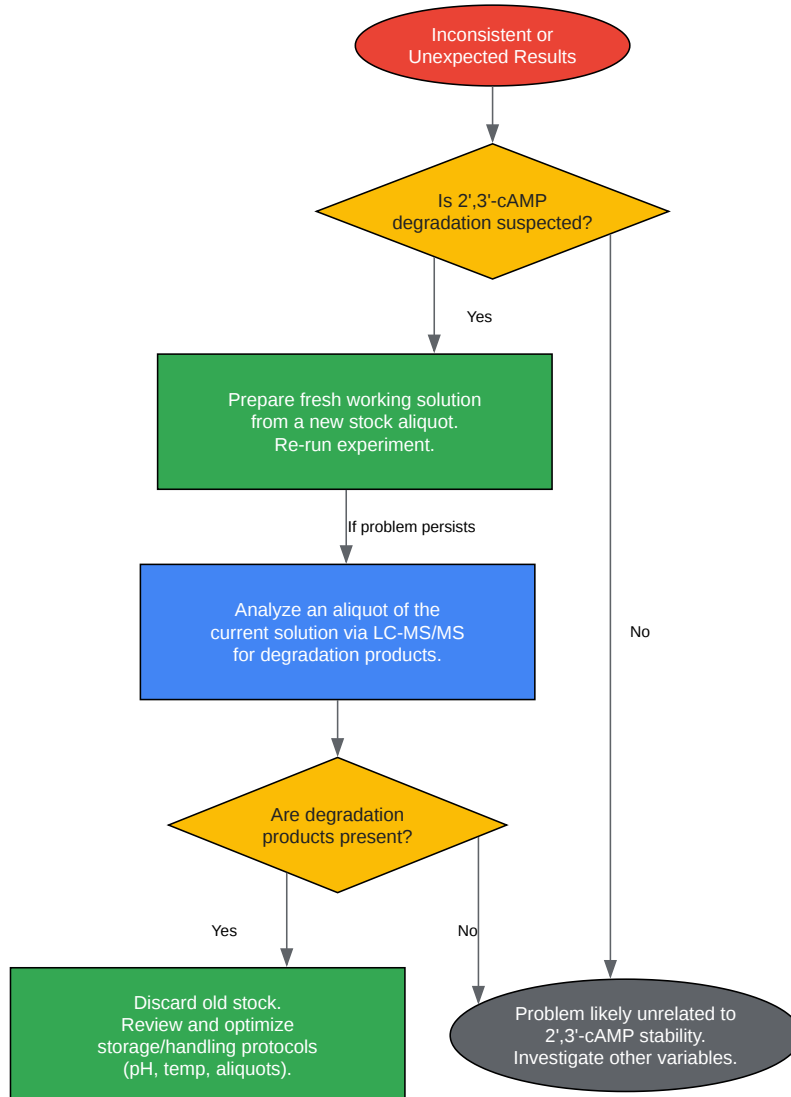 Inconsistent or
Unexpected Results
Is 2',3'-cAMP
degradation suspected?
Yes
Prepare fresh working solution
from a new stock aliquot.
Re-run experiment.
If problem persists
Analyze an aliquot of the
current solution via LC-MS/MS
for degradation products.
No
Are degradation
products present?
Yes
No
Discard old stock.
Review and optimize
storage/handling protocols
(pH, temp, aliquots).
Problem likely unrelated to
2',3'-cAMP stability.
Investigate other variables.